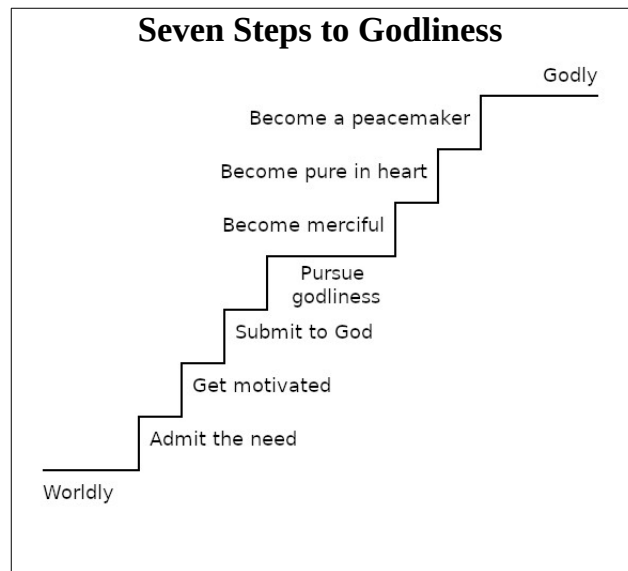 Seven Steps to Godliness
Godly
Become a peacemaker
Become pure in heart
Become merciful
Pursue
godliness
Submit to God
Get motivated
Admit the need
Worldly